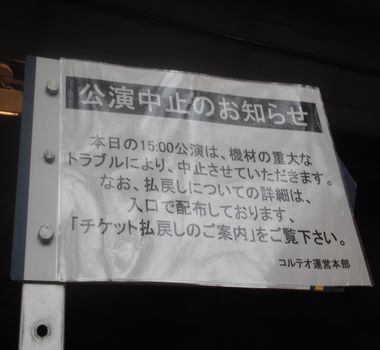 公演中止のお知らせ
本日の15:00公演は、機材の重大な
トラブルにより、中止させていただきます。
なお、払戻しについての詳細は、
入口で配布しております、
「チケット払戻しのご案内」をご覧下さい。
コルテオ運営本部